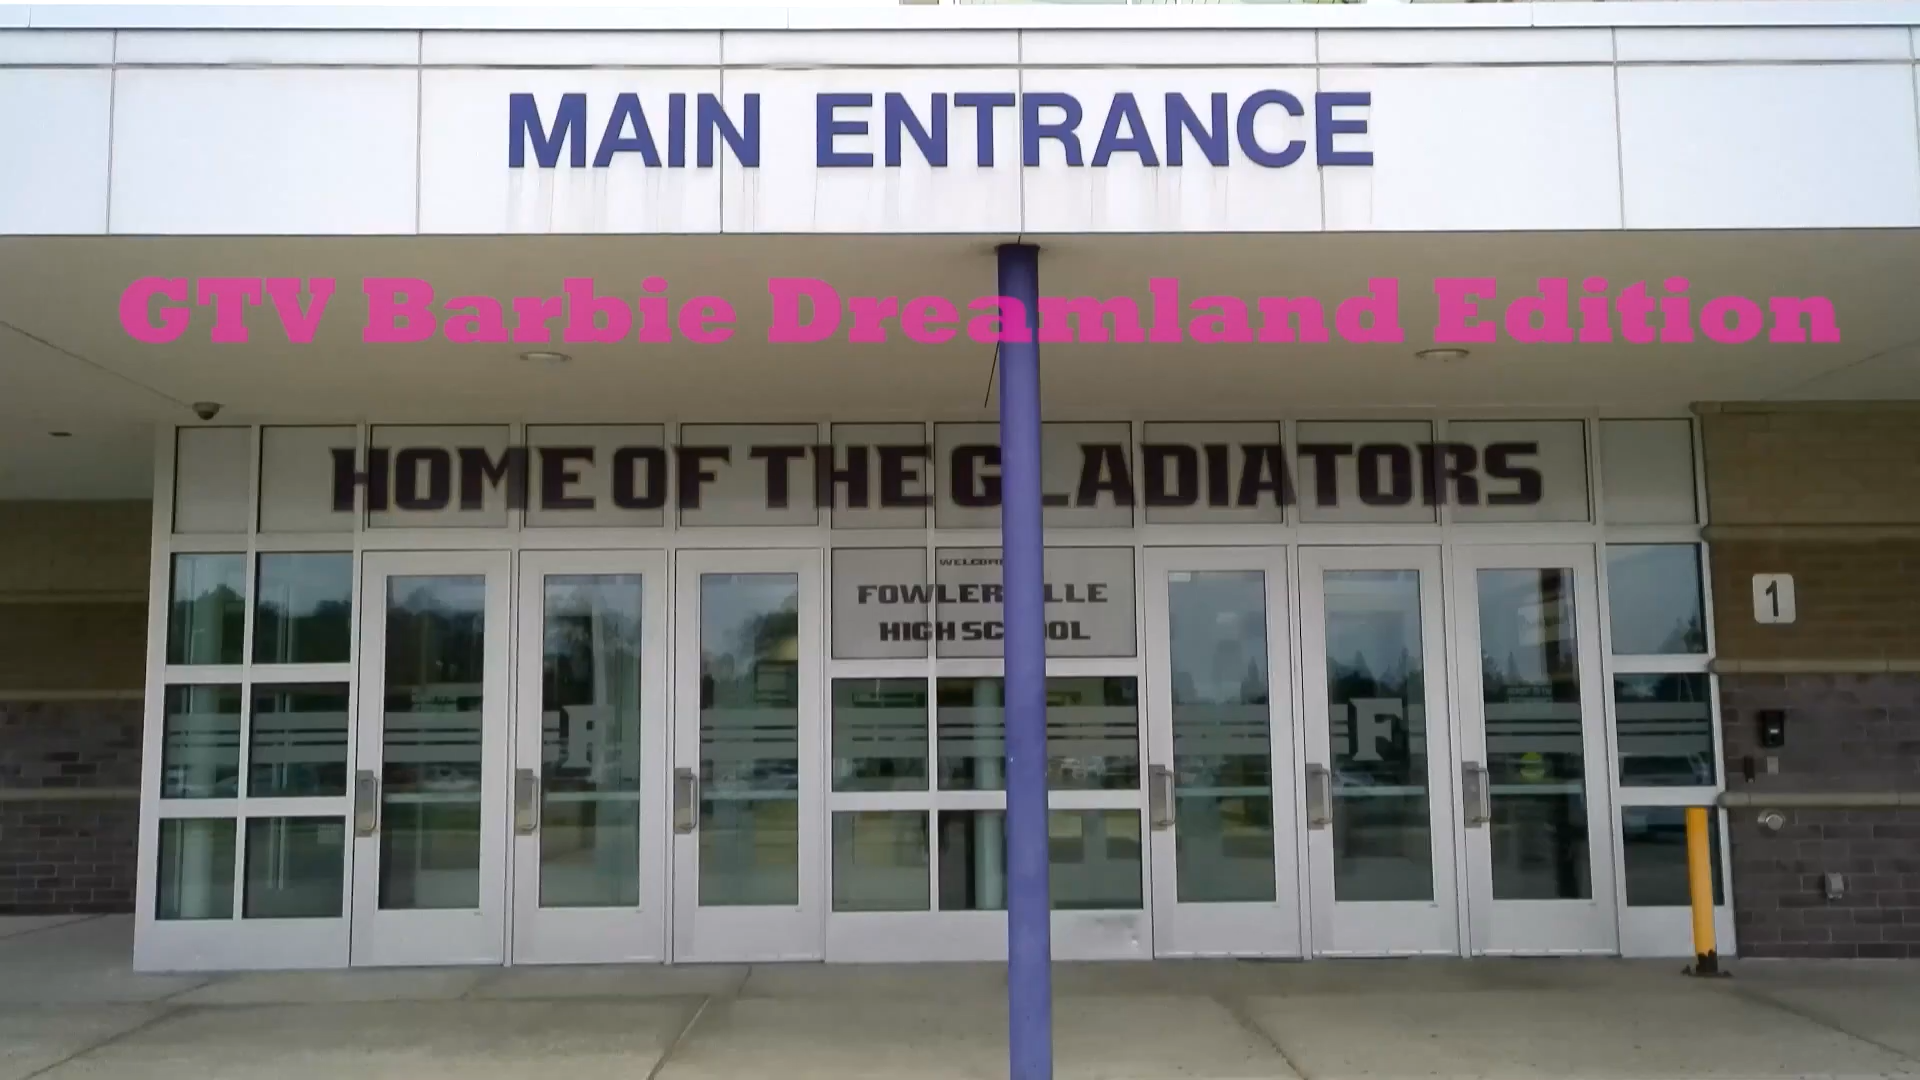 MAIN ENTRANCE
GTV Barbie Dreamland Edition
HOME OF THE GLADIATORS
WELCOME
FOWLERVILLE
HIGH SCHOOL
1
F
F